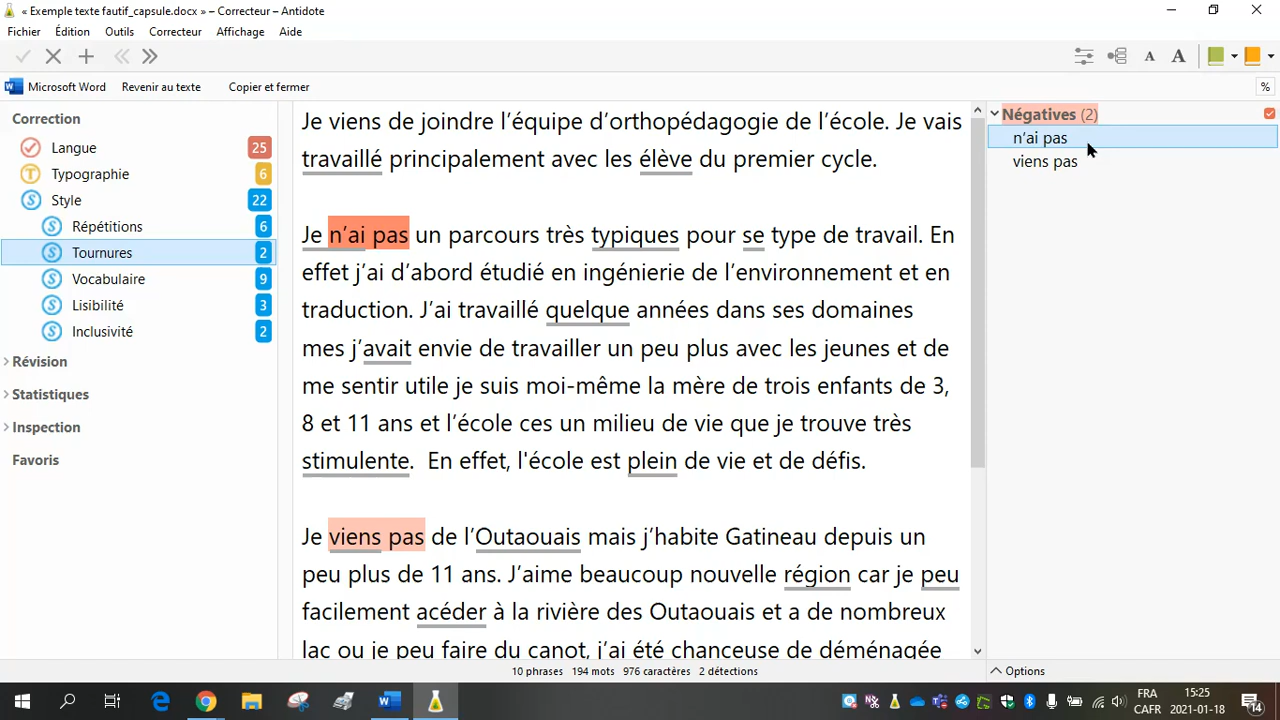 « Exemple texte fautif_capsule.docx » – Correcteur – Antidote
Fichier Édition Outils Correcteur Affichage Aide
A A
Microsoft Word Revenir au texte Copier et fermer %
Correction
Langue 25
Typographie 6
Style 22
Répétitions 6
Tournures 2
Vocabulaire 9
Lisibilité 3
Inclusivité 2
Révision
Statistiques
Inspection
Favoris
Je viens de joindre l’équipe d’orthopédagogie de l’école. Je vais
travaillé principalement avec les élève du premier cycle.
Je n’ai pas un parcours très typiques pour se type de travail. En
effet j’ai d’abord étudié en ingénierie de l’environnement et en
traduction. J’ai travaillé quelque années dans ses domaines
mes j’avait envie de travailler un peu plus avec les jeunes et de
me sentir utile je suis moi-même la mère de trois enfants de 3,
8 et 11 ans et l’école ces un milieu de vie que je trouve très
stimulente.  En effet, l'école est plein de vie et de défis.
Je viens pas de l’Outaouais mais j’habite Gatineau depuis un
peu plus de 11 ans. J’aime beaucoup nouvelle région car je peu
facilement acéder à la rivière des Outaouais et a de nombreux
lac ou je peu faire du canot, j’ai été chanceuse de déménagée
Négatives (2)
n’ai pas
viens pas
10 phrases 194 mots 976 caractères 2 détections
Options
FRA
CAFR
15:25
2021-01-18
14